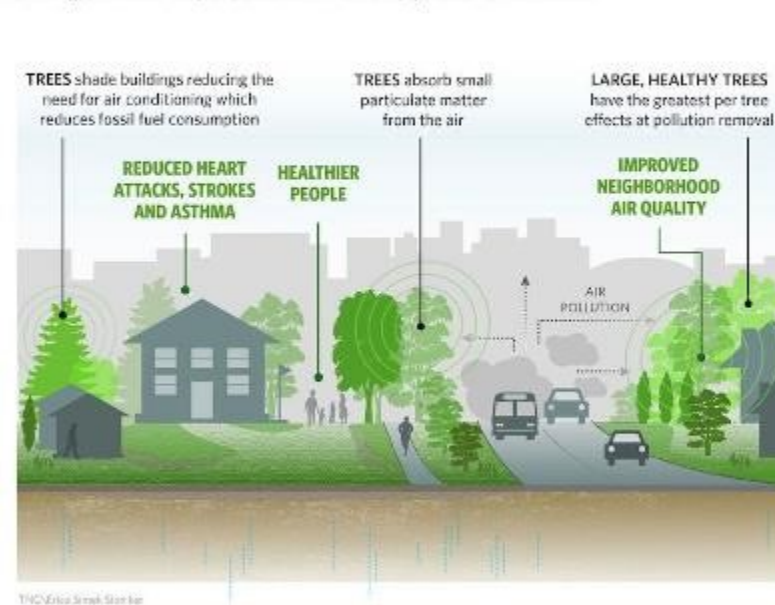 TREES shade buildings reducing the
need for air conditioning which
reduces fossil fuel consumption
TREES absorb small
particulate matter
from the air
LARGE, HEALTHY TREES
have the greatest per tree
effects at pollution removal
REDUCED HEART
ATTACKS, STROKES
AND ASTHMA
HEALTHIER
PEOPLE
IMPROVED
NEIGHBORHOOD
AIR QUALITY
AIR
POLLUTION